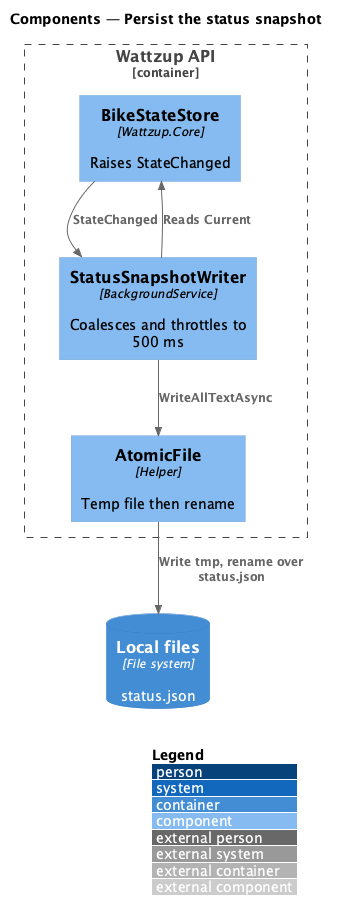 Components — Persist the status snapshot
Wattzup API
[container]
BikeStateStore
[Wattzup.Core]
Raises StateChanged
StateChanged
Reads Current
StatusSnapshotWriter
[BackgroundService]
Coalesces and throttles to
500 ms
WriteAllTextAsync
AtomicFile
[Helper]
Temp file then rename
Write tmp, rename over
status.json
Local files
[File system]
status.json
Legend
person
system
container
component
external person
external system
external container
external component